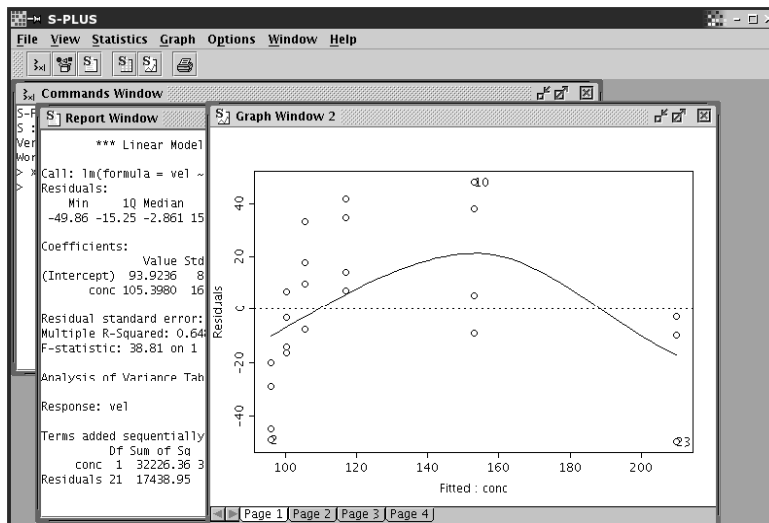 S-PLUS
File View Statistics Graph Options Window Help
Commands Window
S-P
S :
Ver
Wor
>
>
Report Window
*** Linear Model
Call: lm(formula = vel ~
Residuals:
Min 1Q Median
-49.86 -15.25 -2.861 15
Coefficients:
Value Std
(Intercept) 93.9236 8
conc 105.3980 16
Residual standard error:
Multiple R-Squared: 0.648
F-statistic: 38.81 on 1
Analysis of Variance Tab
Response: vel
Terms added sequentially
Df Sum of Sq
conc 1 32226.36 3
Residuals 21 17438.95
Graph Window 2
Residuals
40
20
0
-20
-40
10
2
23
100 120 140 160 180 200
Fitted : conc
Page 1 Page 2 Page 3 Page 4